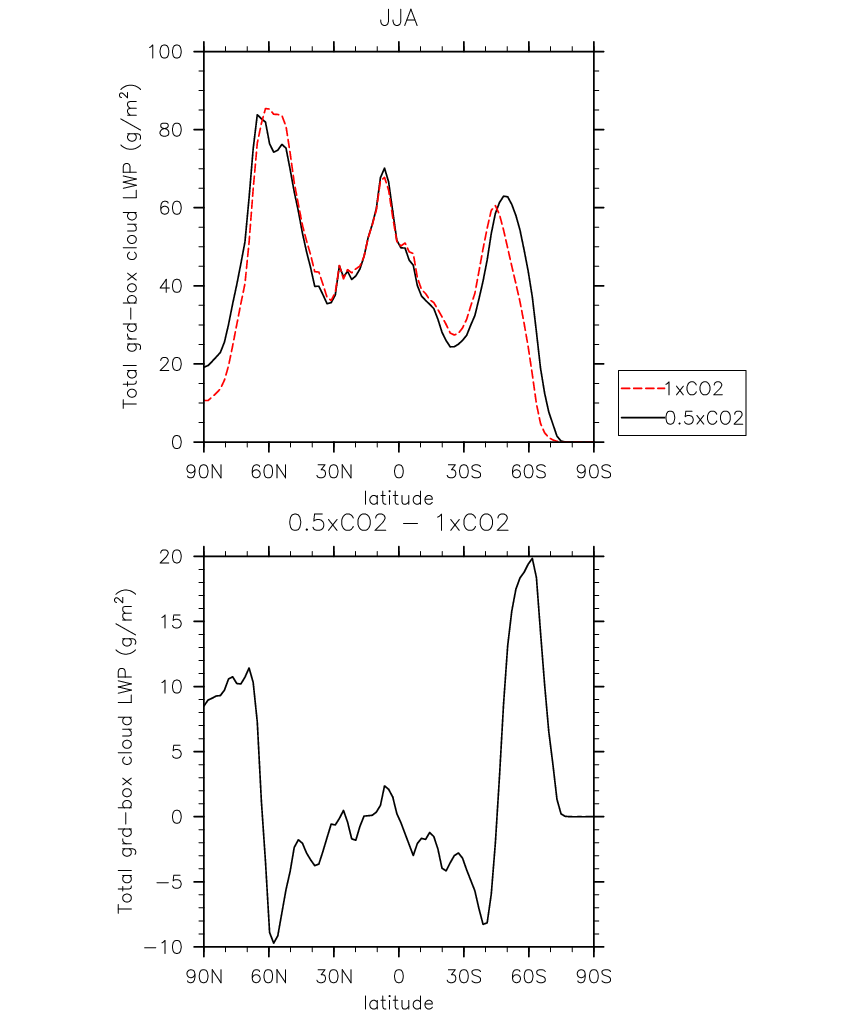 JJA
Total grd-box cloud LWP (g/m²)
100
80
60
40
20
0
90N 60N 30N 0 30S 60S 90S
latitude
1xCO2
0.5xCO2
0.5xCO2 - 1xCO2
Total grd-box cloud LWP (g/m²)
20
15
10
5
0
-5
-10
90N 60N 30N 0 30S 60S 90S
latitude